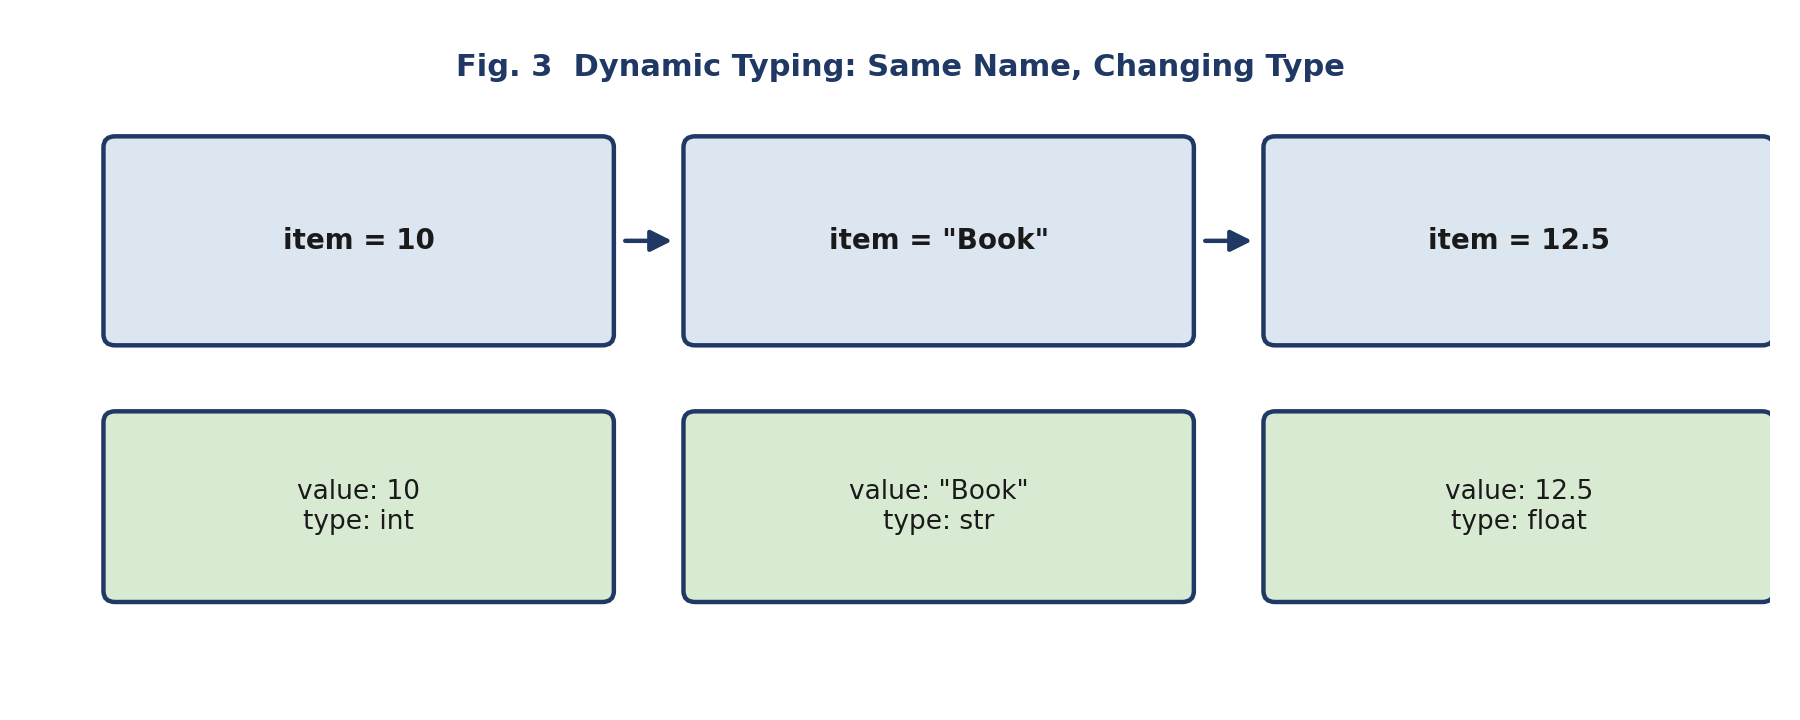 Fig. 3  Dynamic Typing: Same Name, Changing Type
item = 10
item = "Book"
item = 12.5
value: 10
type: int
value: "Book"
type: str
value: 12.5
type: float